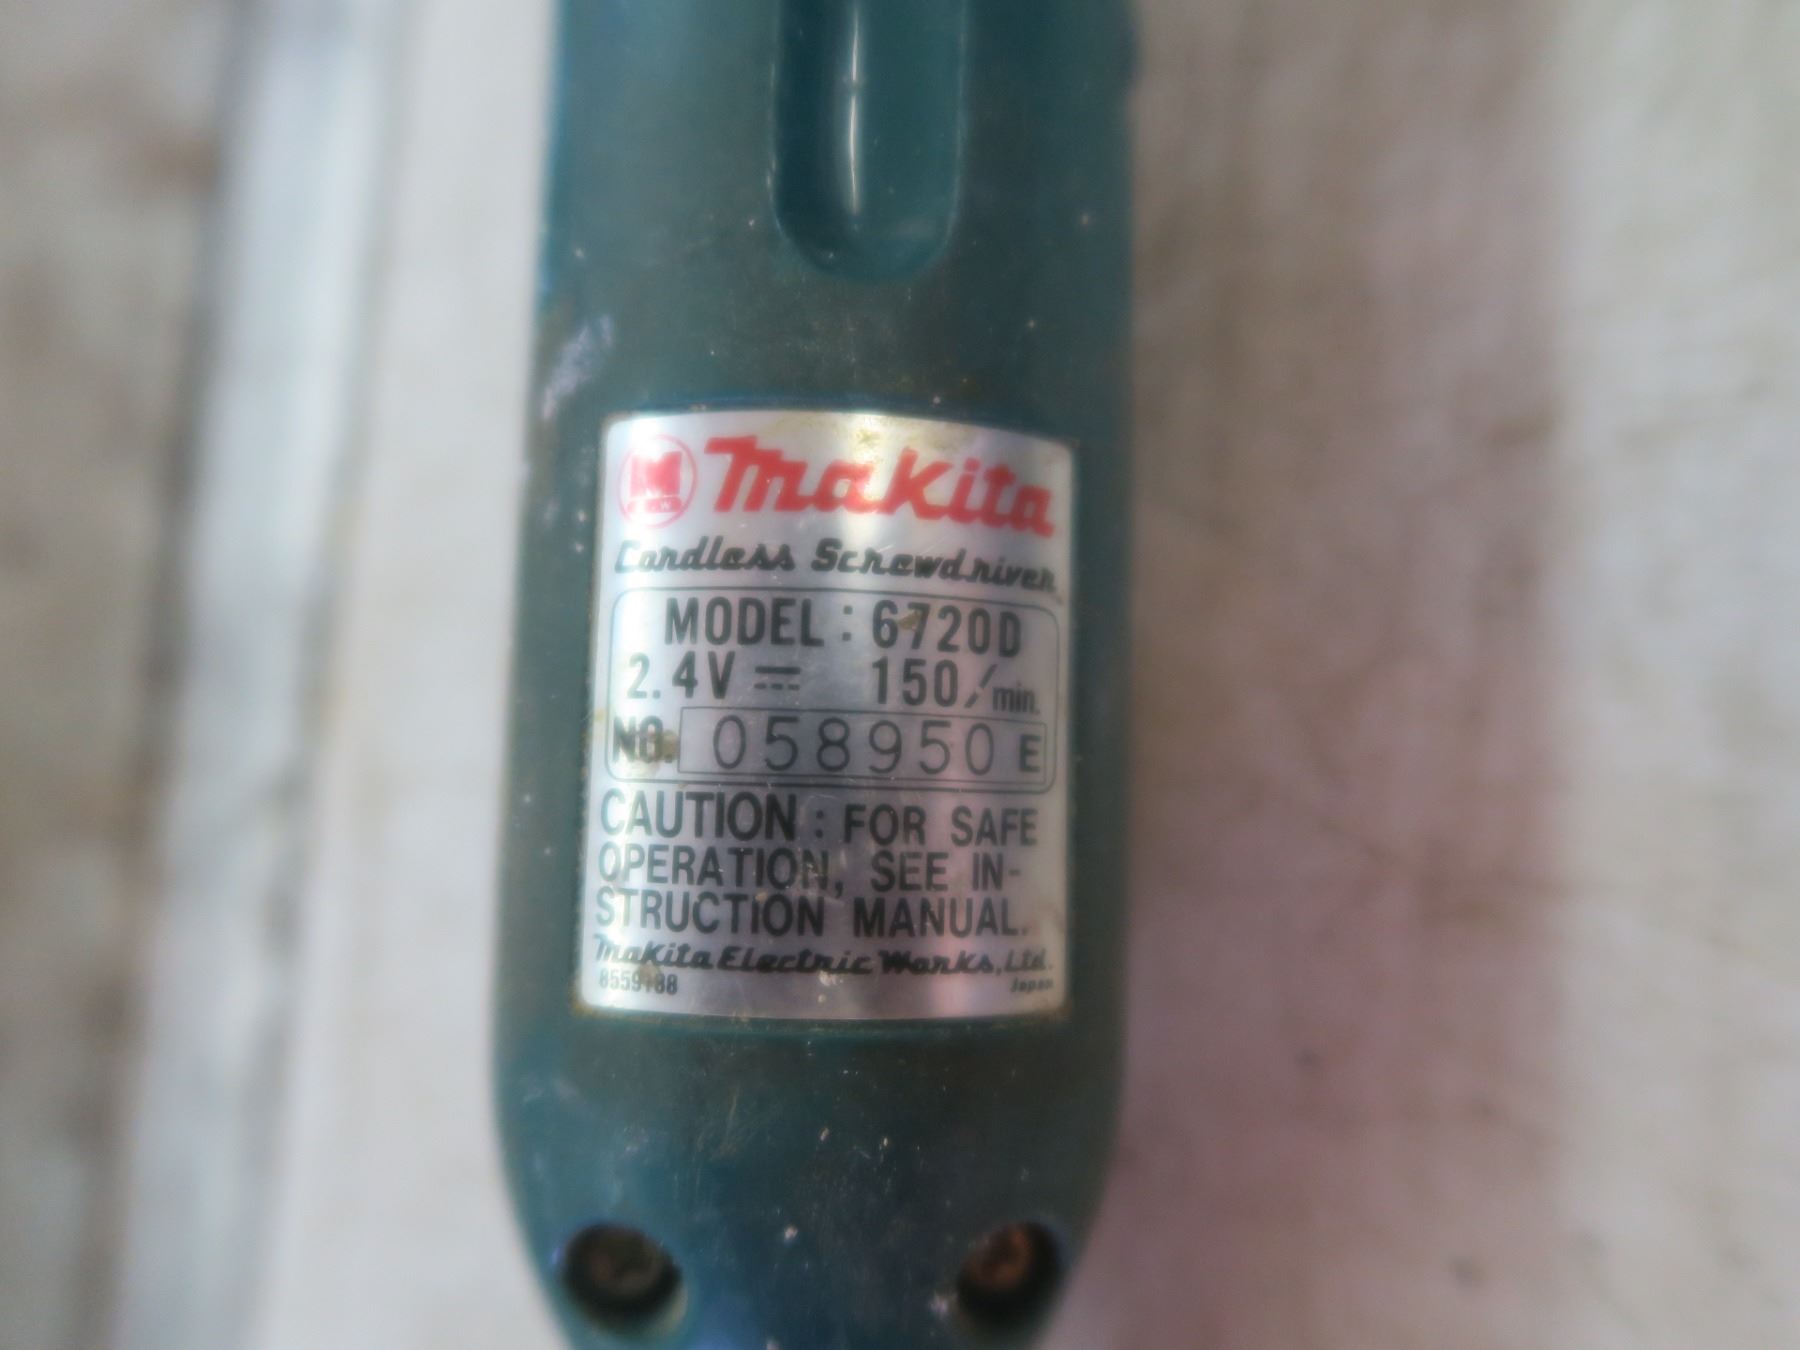 M Makita
Cordless Screwdriver
MODEL : 6720D
2.4V ⎓ 150/min.
NO. 058950 E
CAUTION : FOR SAFE
OPERATION, SEE IN-
STRUCTION MANUAL.
Makita Electric Works, Ltd.
Japan